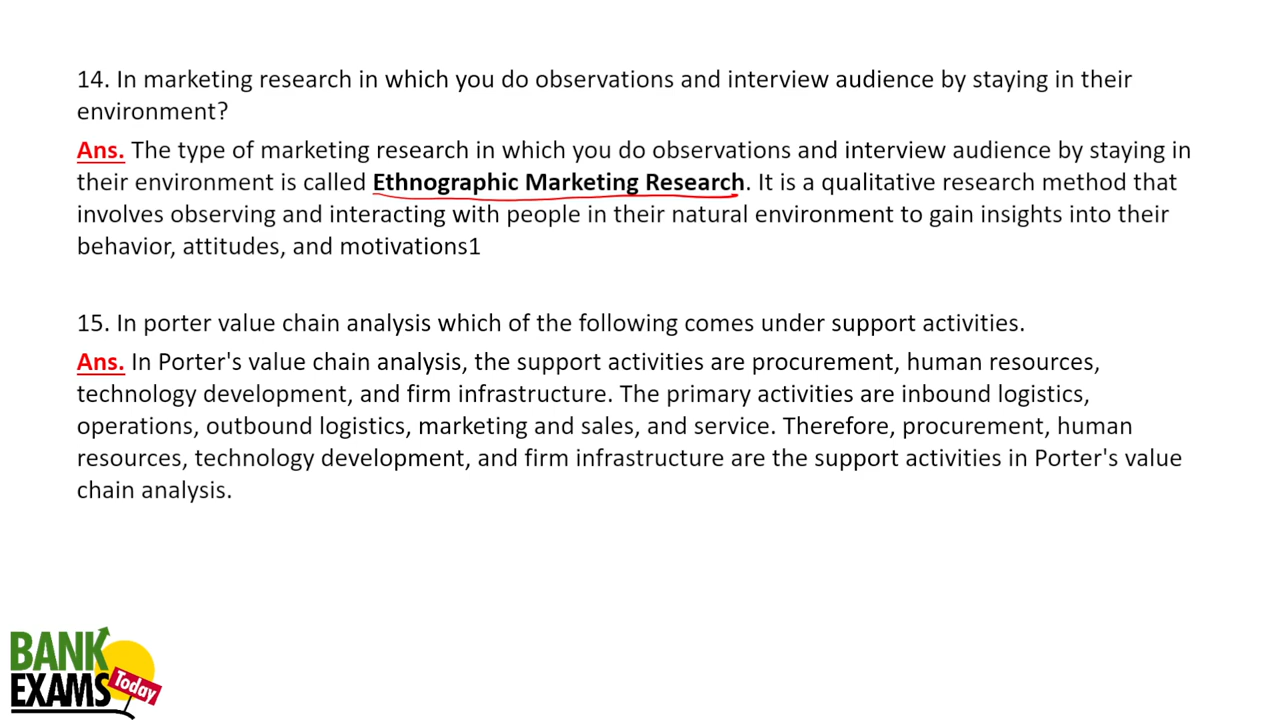 14. In marketing research in which you do observations and interview audience by staying in their
environment?
Ans. The type of marketing research in which you do observations and interview audience by staying in
their environment is called Ethnographic Marketing Research. It is a qualitative research method that
involves observing and interacting with people in their natural environment to gain insights into their
behavior, attitudes, and motivations1
15. In porter value chain analysis which of the following comes under support activities.
Ans. In Porter's value chain analysis, the support activities are procurement, human resources,
technology development, and firm infrastructure. The primary activities are inbound logistics,
operations, outbound logistics, marketing and sales, and service. Therefore, procurement, human
resources, technology development, and firm infrastructure are the support activities in Porter's value
chain analysis.
BANK
EXAMS Today